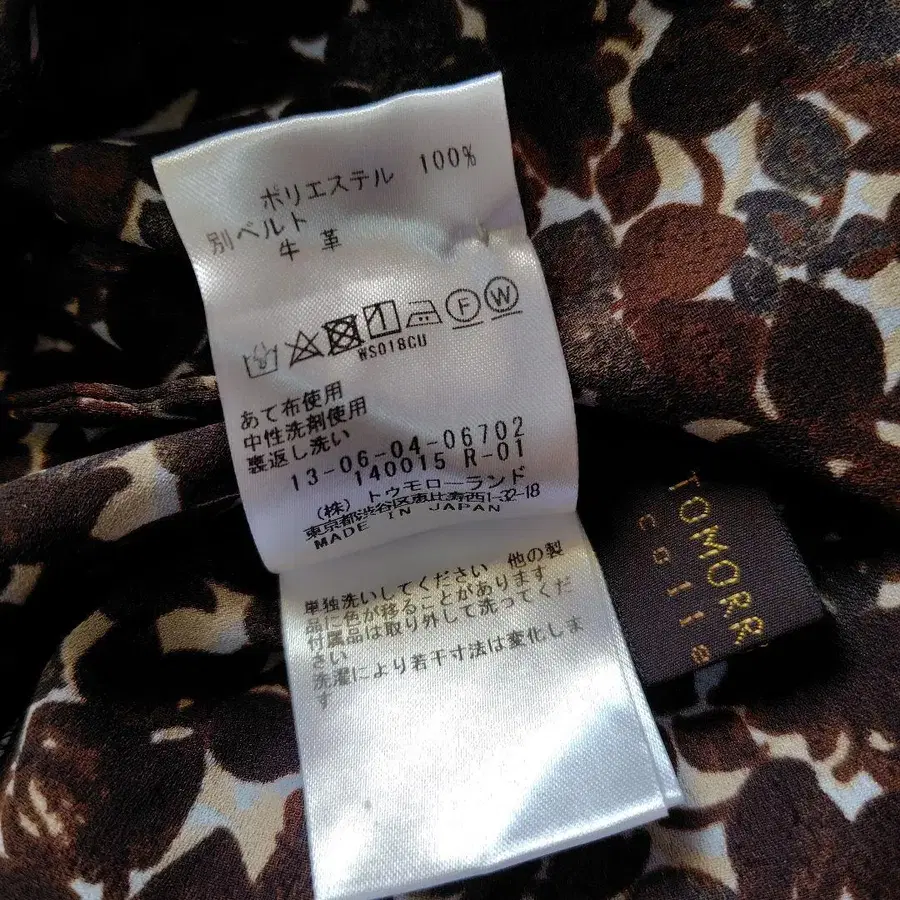 ポリエステル 100%
別ベルト
牛革
F W
WS018CU
あて布使用
中性洗剤使用
裏返し洗い
13-06-04-06702
140015 R-01
(株) トゥモローランド
東京都渋谷区恵比寿西1-32-18
MADE IN JAPAN
単独洗いしてください 他の製
品に色が移ることがあります
付属品は取り外して洗ってくだ
さい
洗濯により若干寸法は変化しま
す
TOMORR
colle